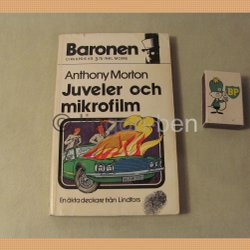 Baronen
Anthony Morton
Juveler och
mikrofilm
En äkta deckare från Lindfors
BP